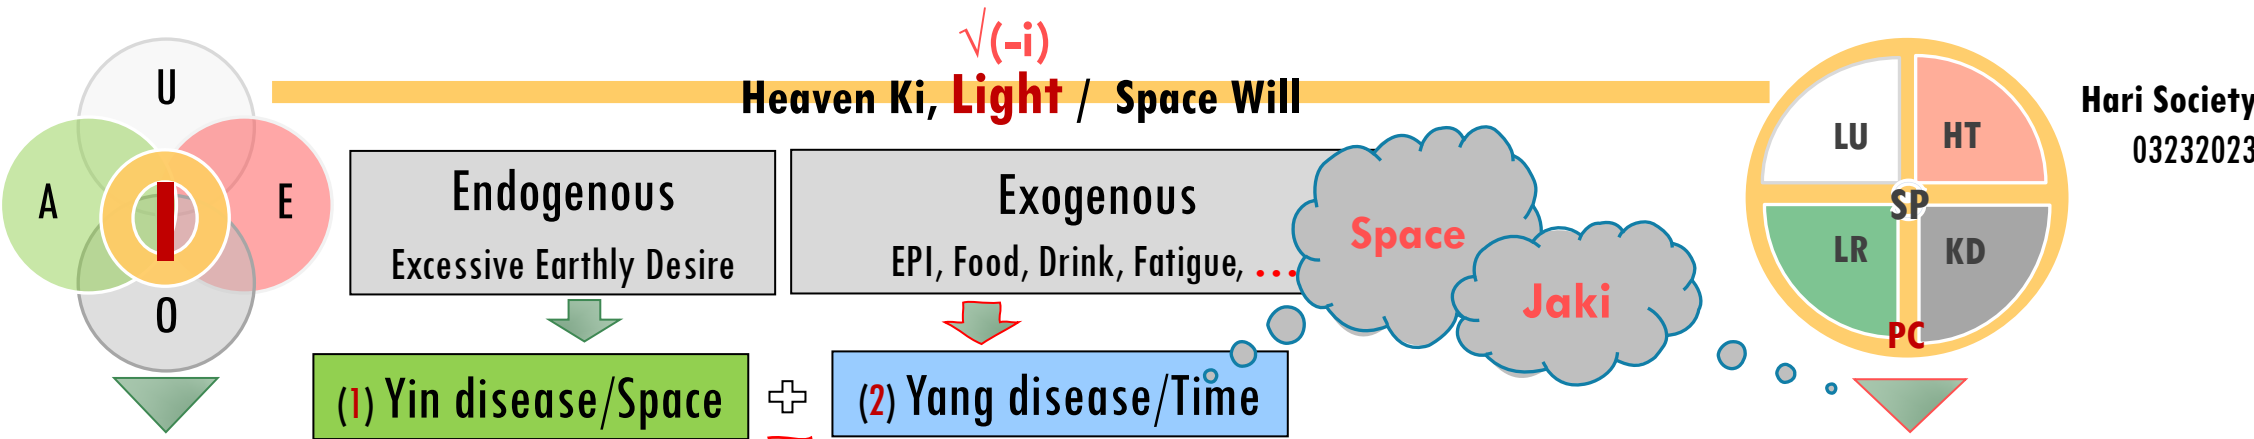 √(-i)
Heaven Ki, Light / Space Will
Hari Society
03232023
U
A
I
E
O
Endogenous
Excessive Earthly Desire
Exogenous
EPI, Food, Drink, Fatigue, ...
Space
Jaki
LU
HT
SP
LR
KD
PC
(1) Yin disease/Space
(2) Yang disease/Time